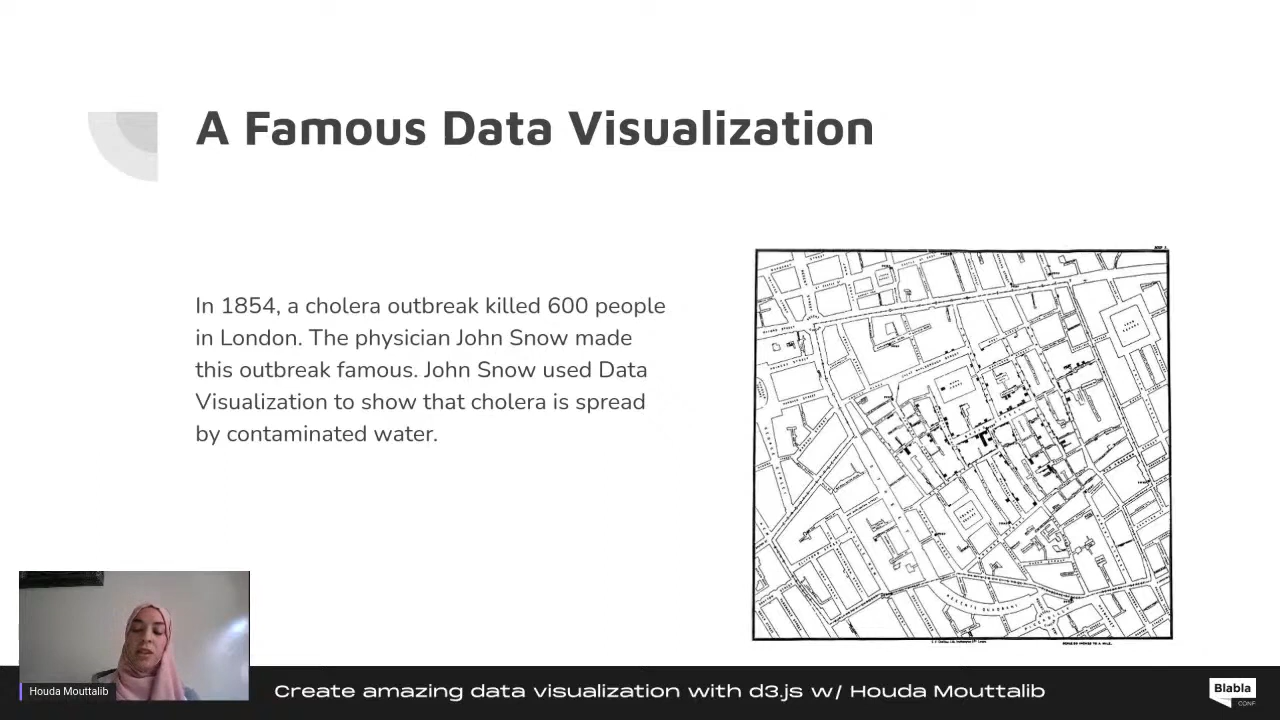 A Famous Data Visualization
In 1854, a cholera outbreak killed 600 people
in London. The physician John Snow made
this outbreak famous. John Snow used Data
Visualization to show that cholera is spread
by contaminated water.
Houda Mouttalib
Create amazing data visualization with d3.js w/ Houda Mouttalib
Blabla
CONF